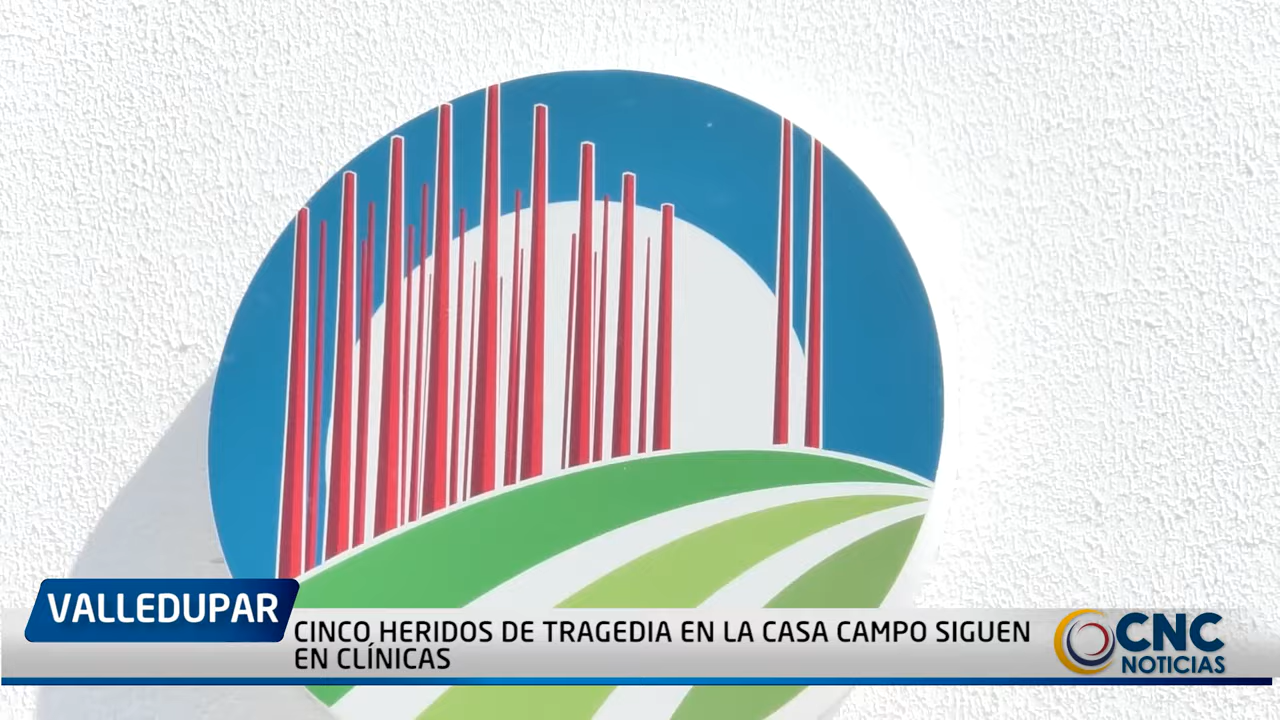 VALLEDUPAR
CINCO HERIDOS DE TRAGEDIA EN LA CASA CAMPO SIGUEN
EN CLÍNICAS
CNC
NOTICIAS